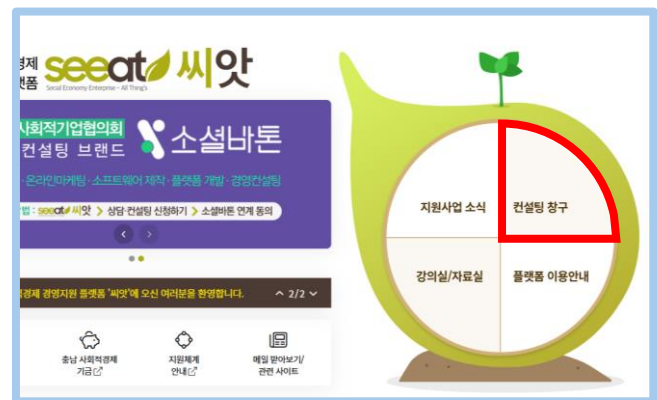 경제
seeat 씨앗
랫폼
Social Economy Enterprise - All Things
사회적기업협의회
컨설팅 브랜드
소셜바톤
· 온라인마케팅 · 소프트웨어 제작 · 플랫폼 개발 · 경영컨설팅
법 : seeat 씨앗 > 상담·컨설팅 신청하기 > 소셜바톤 연계 동의
경제 경영지원 플랫폼 '씨앗'에 오신 여러분을 환영합니다.
2/2
충남 사회적경제
기금
지원체계
안내
메일 받아보기/
관련 사이트
지원사업 소식
컨설팅 창구
강의실/자료실
플랫폼 이용안내